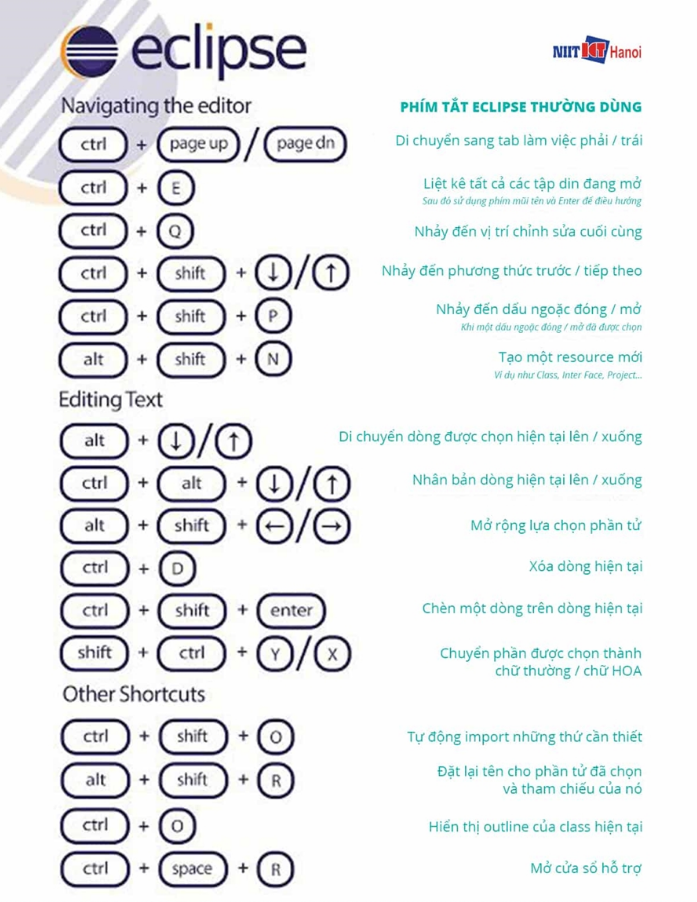 eclipse
NIIT ICT Hanoi
Navigating the editor
PHÍM TẮT ECLIPSE THƯỜNG DÙNG
ctrl + page up / page dn
Di chuyển sang tab làm việc phải / trái
ctrl + E
Liệt kê tất cả các tập din đang mở
Sau đó sử dụng phím mũi tên và Enter để điều hướng
ctrl + Q
Nhảy đến vị trí chỉnh sửa cuối cùng
ctrl + shift + ↓ / ↑
Nhảy đến phương thức trước / tiếp theo
ctrl + shift + P
Nhảy đến dấu ngoặc đóng / mở
Khi một dấu ngoặc đóng / mở đã được chọn
alt + shift + N
Tạo một resource mới
Ví dụ như Class, Inter Face, Project...
Editing Text
alt + ↓ / ↑
Di chuyển dòng được chọn hiện tại lên / xuống
ctrl + alt + ↓ / ↑
Nhân bản dòng hiện tại lên / xuống
alt + shift + ← / →
Mở rộng lựa chọn phần tử
ctrl + D
Xóa dòng hiện tại
ctrl + shift + enter
Chèn một dòng trên dòng hiện tại
shift + ctrl + Y / X
Chuyển phần được chọn thành
chữ thường / chữ HOA
Other Shortcuts
ctrl + shift + O
Tự động import những thứ cần thiết
alt + shift + R
Đặt lại tên cho phần tử đã chọn
và tham chiếu của nó
ctrl + O
Hiển thị outline của class hiện tại
ctrl + space + R
Mở cửa sổ hỗ trợ